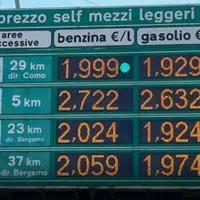 prezzo self mezzi leggeri
aree successive benzina €/l gasolio €/
29 km dir. Como 1,999 1,929
5 km 2,722 2,632
23 km dir. Bergamo 2,024 1,924
37 km dir. Bergamo 2,059 1,974